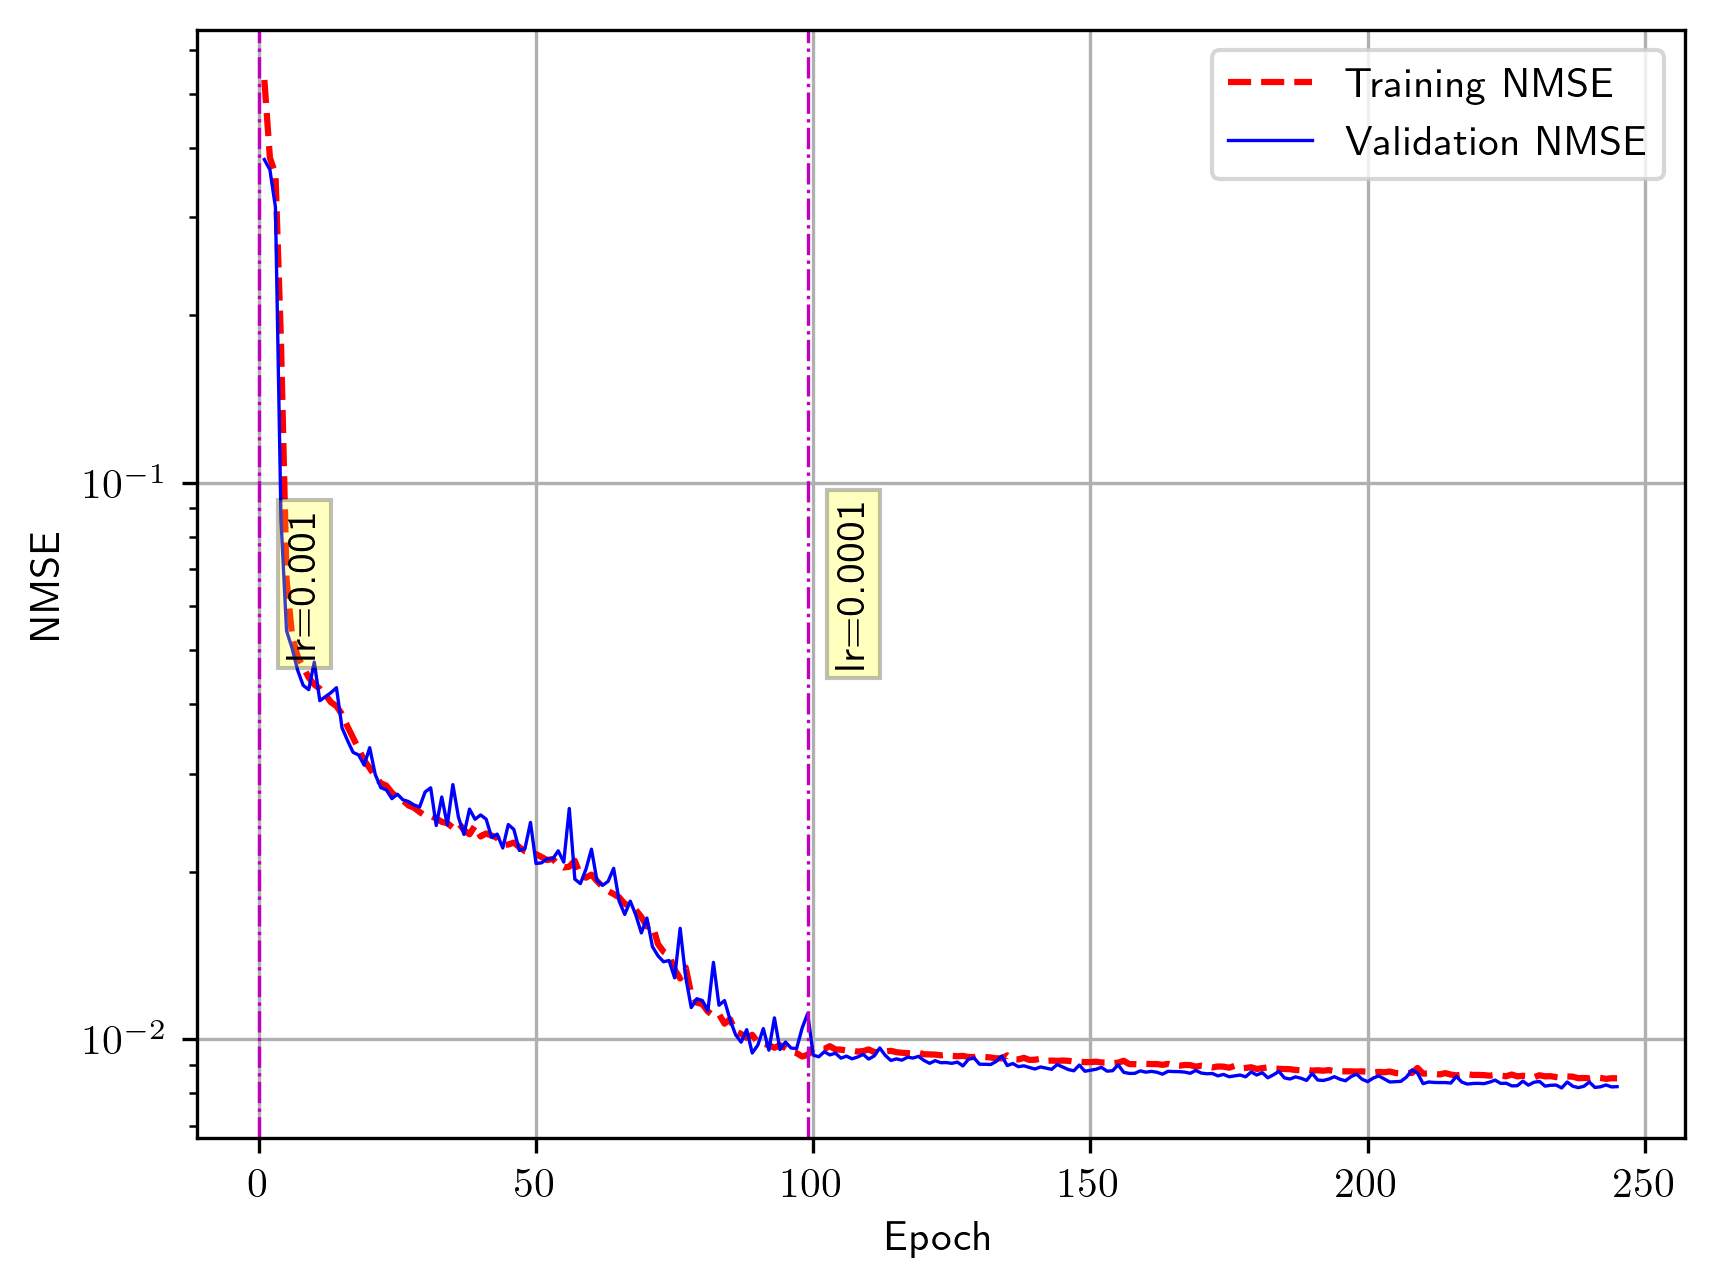 Training NMSE
Validation NMSE
10⁻¹
10⁻²
NMSE
lr=0.001
lr=0.0001
0 50 100 150 200 250
Epoch